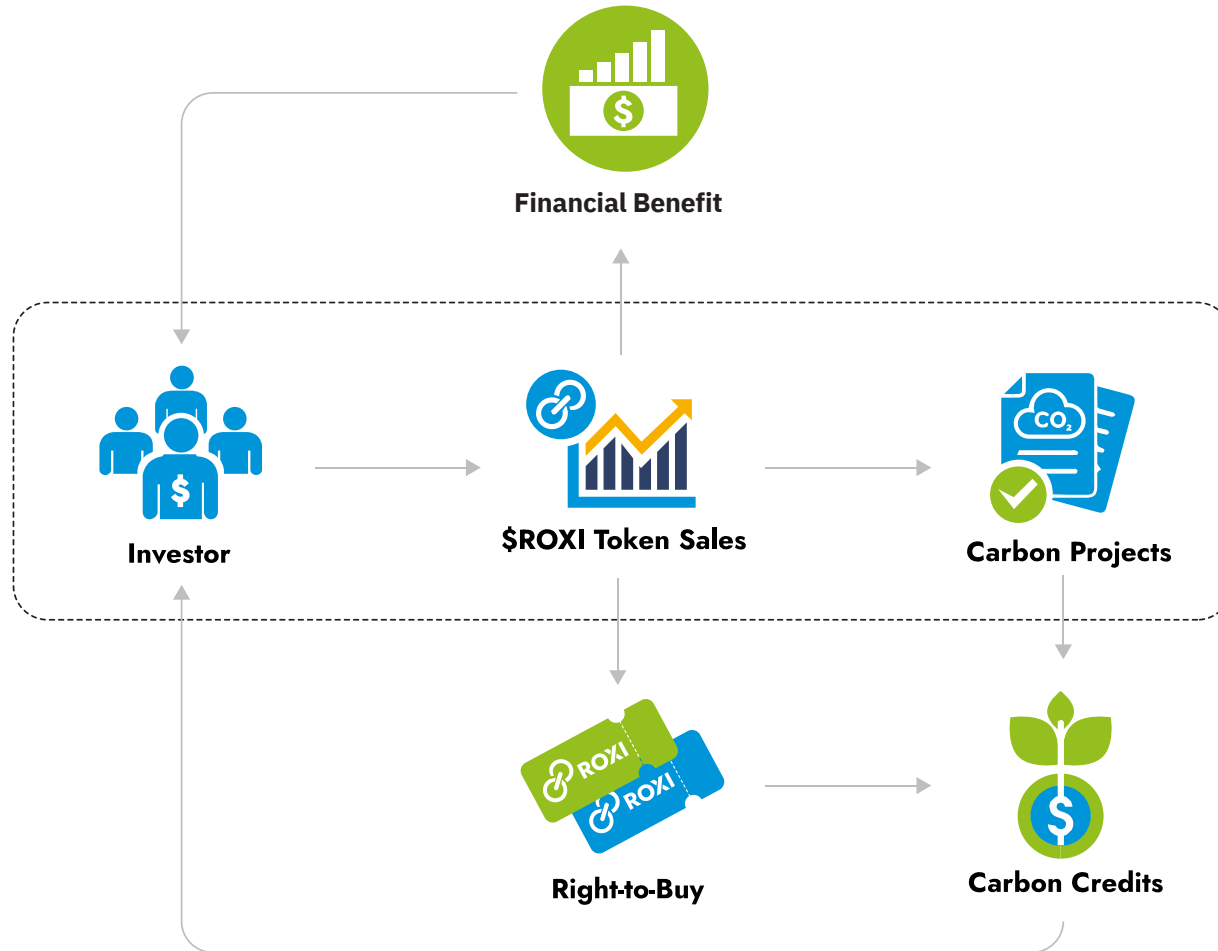 $
Financial Benefit
CO₂
$
Investor
$ROXI Token Sales
Carbon Projects
ROXI
ROXI
$
Right-to-Buy
Carbon Credits